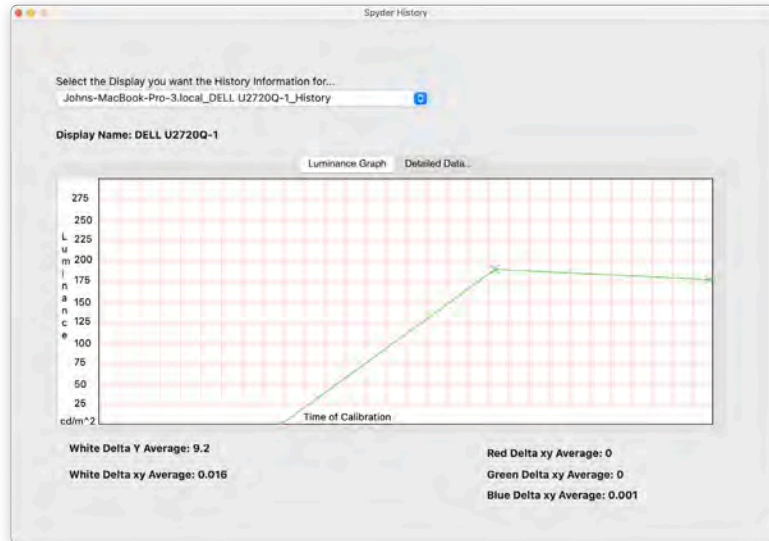 Spyder History
Select the Display you want the History Information for...
Johns-MacBook-Pro-3.local_DELL U2720Q-1_History
Display Name: DELL U2720Q-1
Luminance Graph Detailed Data...
Luminance
275
250
225
200
175
150
125
100
75
50
25
cd/m^2
Time of Calibration
White Delta Y Average: 9.2
White Delta xy Average: 0.016
Red Delta xy Average: 0
Green Delta xy Average: 0
Blue Delta xy Average: 0.001